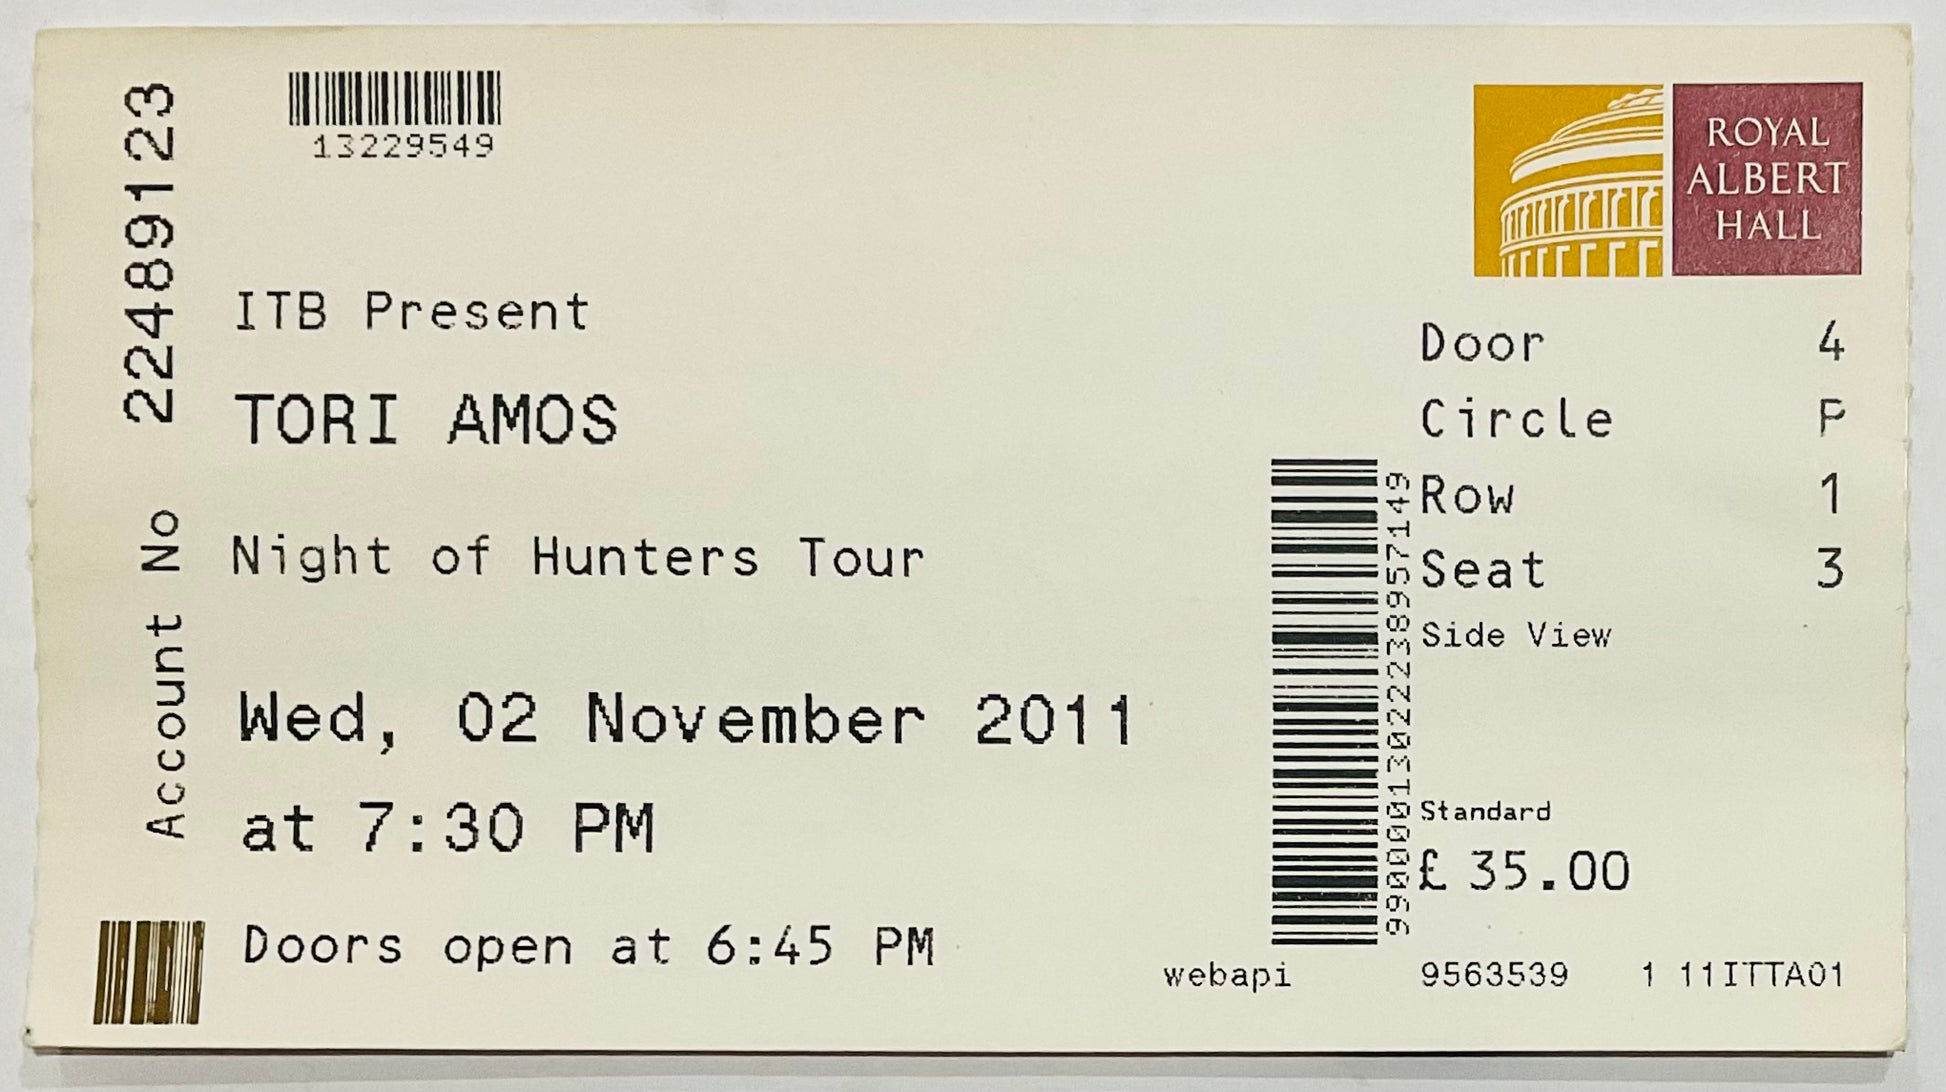 Account No 22489123
13229549
ITB Present
TORI AMOS
Night of Hunters Tour
Wed, 02 November 2011
at 7:30 PM
Doors open at 6:45 PM
ROYAL
ALBERT
HALL
Door 4
Circle P
Row 1
Seat 3
Side View
Standard
£ 35.00
99000013022238957149
webapi 9563539 1 11ITTA01